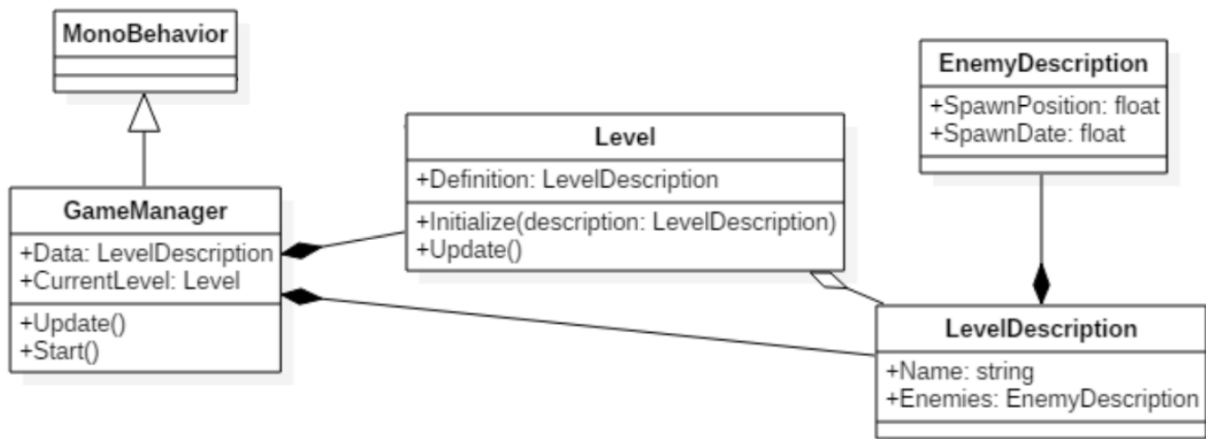 MonoBehavior
GameManager
+Data: LevelDescription
+CurrentLevel: Level
+Update()
+Start()
Level
+Definition: LevelDescription
+Initialize(description: LevelDescription)
+Update()
EnemyDescription
+SpawnPosition: float
+SpawnDate: float
LevelDescription
+Name: string
+Enemies: EnemyDescription